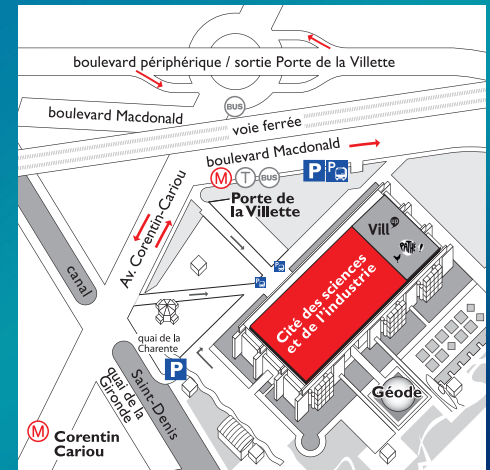 boulevard périphérique / sortie Porte de la Villette
boulevard Macdonald
BUS
voie ferrée
boulevard Macdonald
P P
M T BUS
Porte de
la Villette
Av. Corentin-Cariou
Vill up
PATHÉ!
canal
P
P
Cité des sciences
et de l'industrie
quai de la
Charente
P
Saint-Denis
quai de la
Gironde
Géode
M Corentin
Cariou